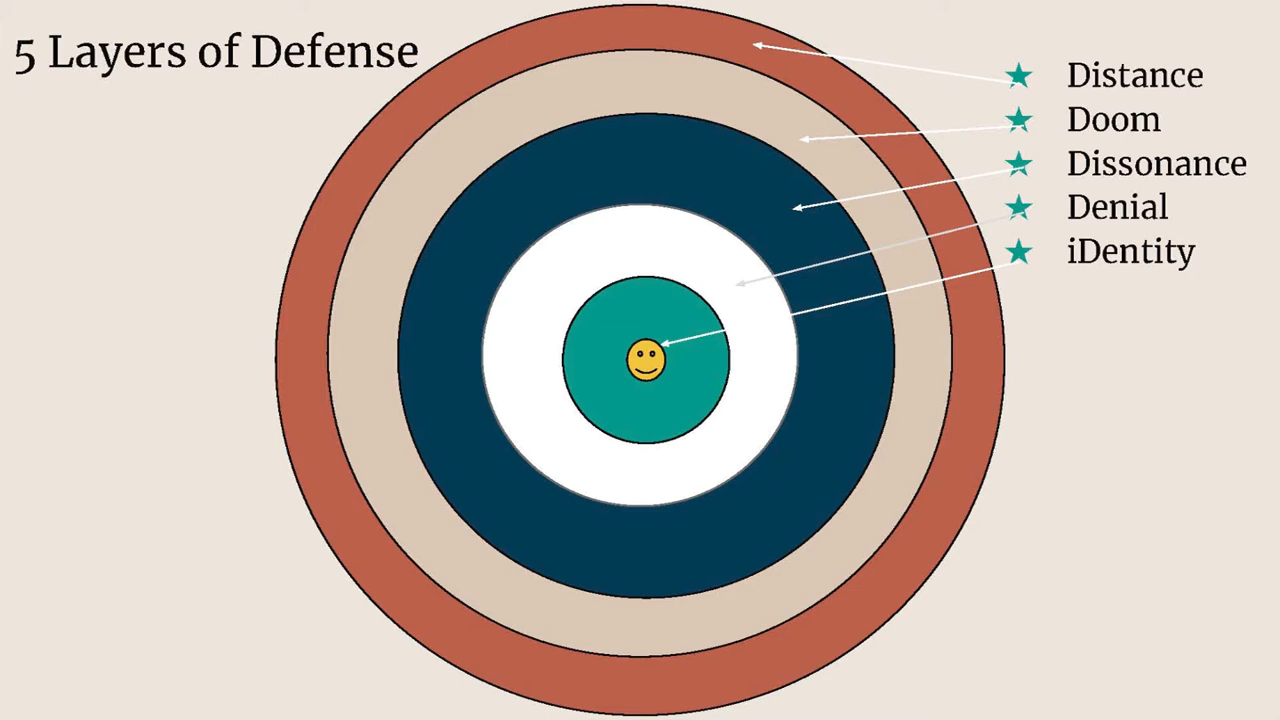 5 Layers of Defense
Distance
Doom
Dissonance
Denial
iDentity